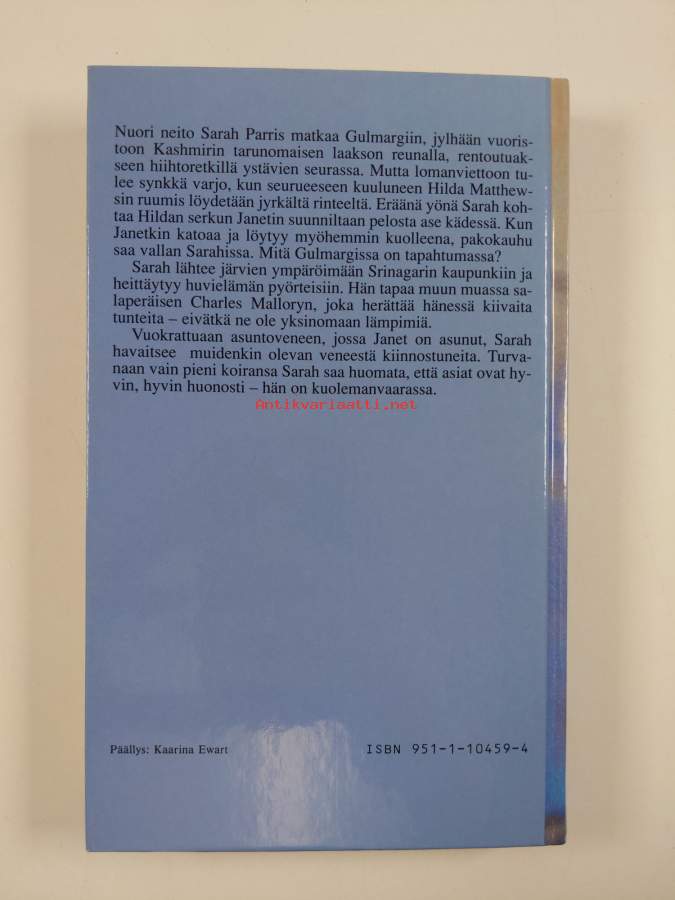 Nuori neito Sarah Parris matkaa Gulmargiin, jylhään vuoris-
toon Kashmirin tarunomaisen laakson reunalla, rentoutuak-
seen hiihtoretkillä ystävien seurassa. Mutta lomanviettoon tu-
lee synkkä varjo, kun seurueeseen kuuluneen Hilda Matthew-
sin ruumis löydetään jyrkältä rinteeltä. Eräänä yönä Sarah koh-
taa Hildan serkun Janetin suunniltaan pelosta ase kädessä. Kun
Janetkin katoaa ja löytyy myöhemmin kuolleena, pakokauhu
saa vallan Sarahissa. Mitä Gulmargissa on tapahtumassa?
Sarah lähtee järvien ympäröimään Srinagarin kaupunkiin ja
heittäytyy huvielämän pyörteisiin. Hän tapaa muun muassa sa-
laperäisen Charles Malloryn, joka herättää hänessä kiivaita
tunteita – eivätkä ne ole yksinomaan lämpimiä.
Vuokrattuaan asuntoveneen, jossa Janet on asunut, Sarah
havaitsee muidenkin olevan veneestä kiinnostuneita. Turva-
naan vain pieni koiransa Sarah saa huomata, että asiat ovat hy-
vin, hyvin huonosti – hän on kuolemanvaarassa.
Antikvariaatti.net
Päällys: Kaarina Ewart
ISBN 951-1-10459-4